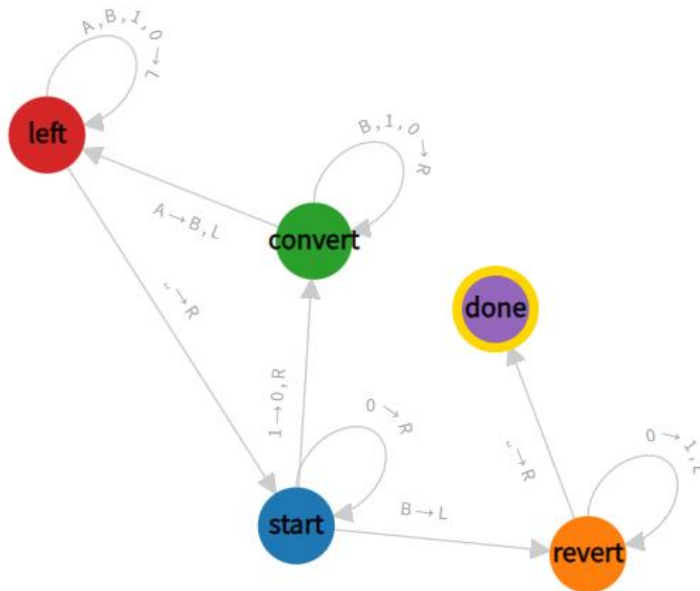 A,B,1,0→L
left
B,1,0→R
A→B,L
convert
done
→R
1→0,R
0→R
0→1,L
→R
B→L
start
revert